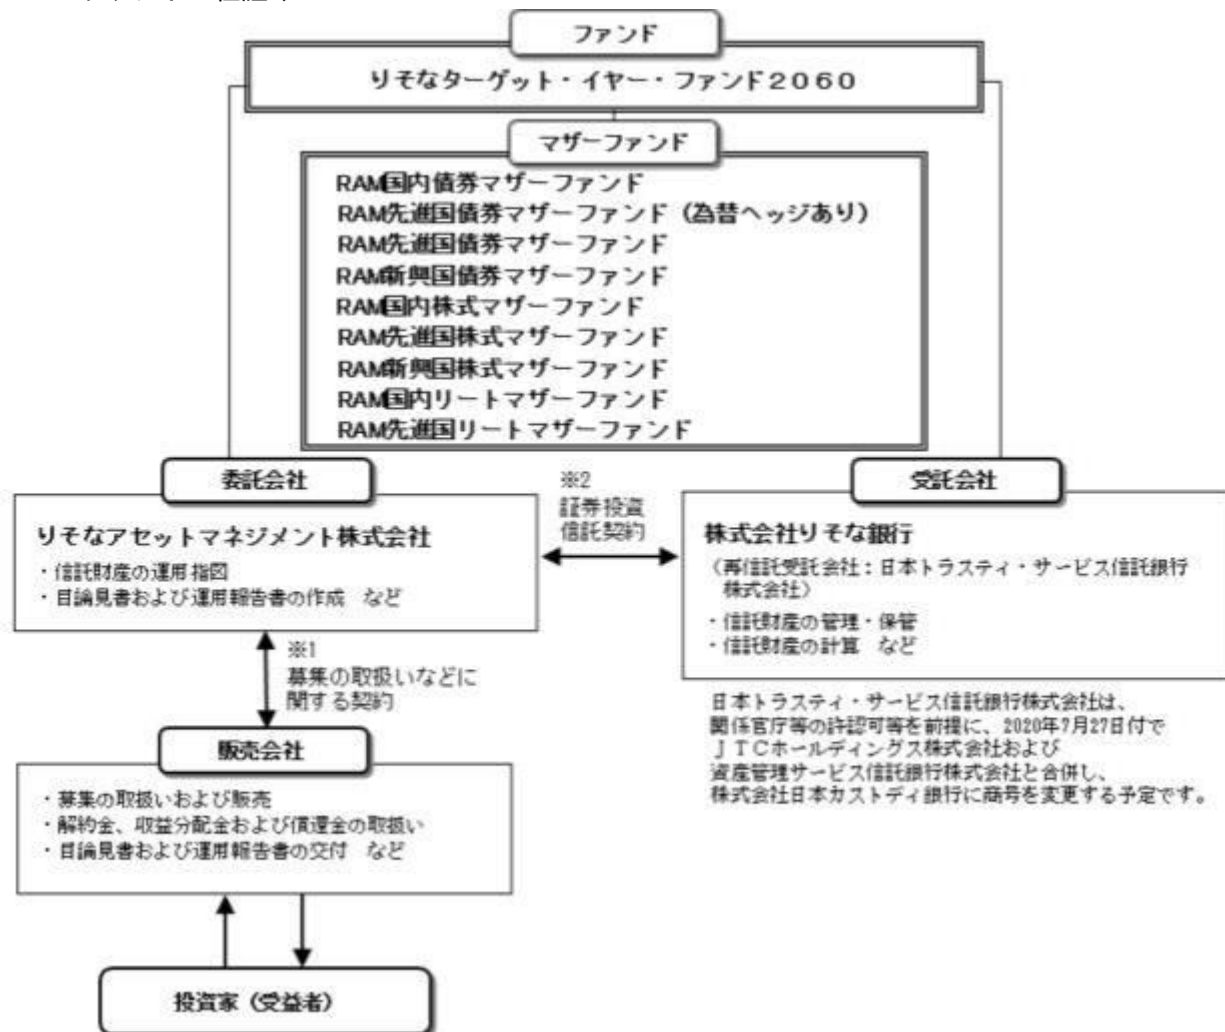 ファンド
りそなターゲット・イヤー・ファンド2060
マザーファンド
RAM国内債券マザーファンド
RAM先進国債券マザーファンド（為替ヘッジあり）
RAM先進国債券マザーファンド
RAM新興国債券マザーファンド
RAM国内株式マザーファンド
RAM先進国株式マザーファンド
RAM新興国株式マザーファンド
RAM国内リートマザーファンド
RAM先進国リートマザーファンド
委託会社
りそなアセットマネジメント株式会社
・信託財産の運用指図
・目論見書および運用報告書の作成　など
※2
証券投資
信託契約
受託会社
株式会社りそな銀行
（再信託受託会社：日本トラスティ・サービス信託銀行
株式会社）
・信託財産の管理・保管
・信託財産の計算　など
※1
募集の取扱いなどに
関する契約
日本トラスティ・サービス信託銀行株式会社は、
関係官庁等の許認可等を前提に、2020年7月27日付で
ＪＴＣホールディングス株式会社および
資産管理サービス信託銀行株式会社と合併し、
株式会社日本カストディ銀行に商号を変更する予定です。
販売会社
・募集の取扱いおよび販売
・解約金、収益分配金および償還金の取扱い
・目論見書および運用報告書の交付　など
投資家（受益者）